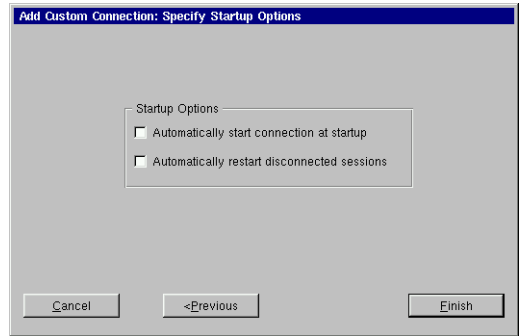 Add Custom Connection: Specify Startup Options
Startup Options
Automatically start connection at startup
Automatically restart disconnected sessions
Cancel
<Previous
Finish